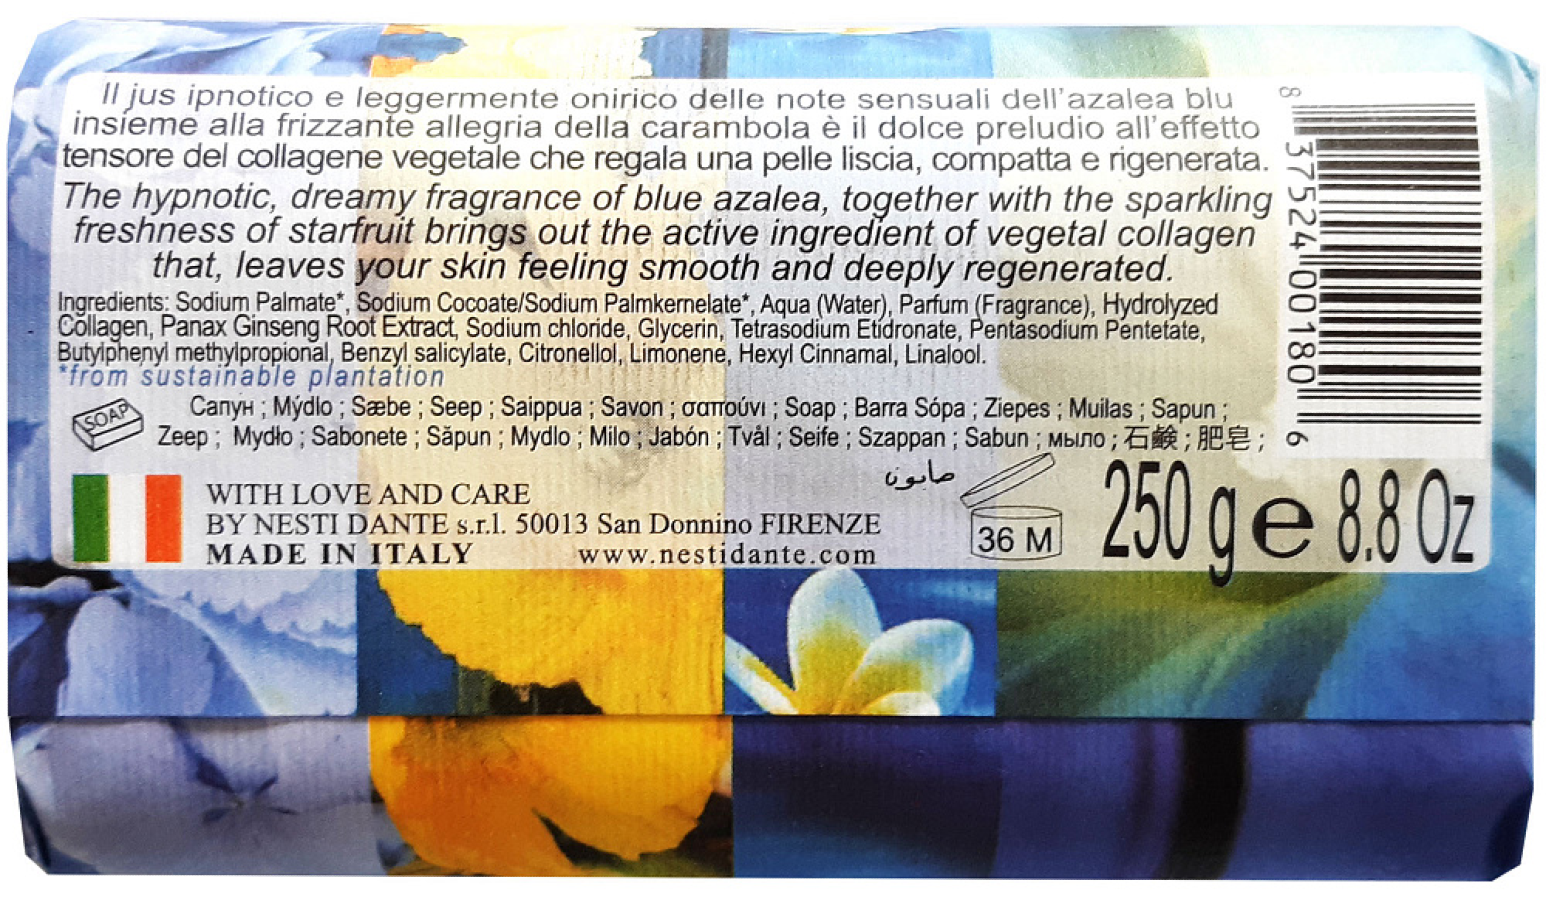 Il jus ipnotico e leggermente onirico delle note sensuali dell'azalea blu
insieme alla frizzante allegria della carambola è il dolce preludio all'effetto
tensore del collagene vegetale che regala una pelle liscia, compatta e rigenerata.
The hypnotic, dreamy fragrance of blue azalea, together with the sparkling
freshness of starfruit brings out the active ingredient of vegetal collagen
that, leaves your skin feeling smooth and deeply regenerated.
Ingredients: Sodium Palmate*, Sodium Cocoate/Sodium Palmkernelate*, Aqua (Water), Parfum (Fragrance), Hydrolyzed
Collagen, Panax Ginseng Root Extract, Sodium chloride, Glycerin, Tetrasodium Etidronate, Pentasodium Pentetate,
Butylphenyl methylpropional, Benzyl salicylate, Citronellol, Limonene, Hexyl Cinnamal, Linalool.
*from sustainable plantation
SOAP
Сапун ; Mýdlo ; Sæbe ; Seep ; Saippua ; Savon ; σαπούνι ; Soap ; Barra Sópa ; Ziepes ; Muilas ; Sapun ;
Zeep ; Mydło ; Sabonete ; Săpun ; Mydlo ; Milo ; Jabón ; Tvål ; Seife ; Szappan ; Sabun ; мыло ; 石鹸 ; 肥皂 ;
صابون
WITH LOVE AND CARE
BY NESTI DANTE s.r.l. 50013 San Donnino FIRENZE
MADE IN ITALY www.nestidante.com
36 M
250 g e 8.8 Oz
8 37524 00180 6